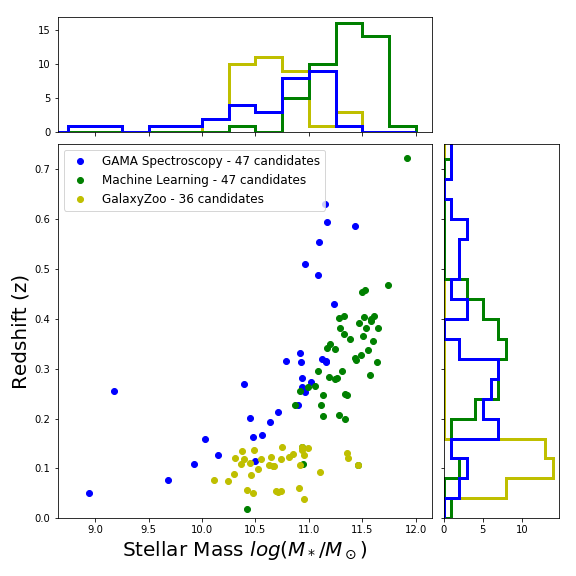 15
10
5
0
0.7
0.6
0.5
0.4
0.3
0.2
0.1
0.0
Redshift (z)
GAMA Spectroscopy - 47 candidates
Machine Learning - 47 candidates
GalaxyZoo - 36 candidates
9.0 9.5 10.0 10.5 11.0 11.5 12.0
Stellar Mass log(M_*/M_⊙)
0 5 10